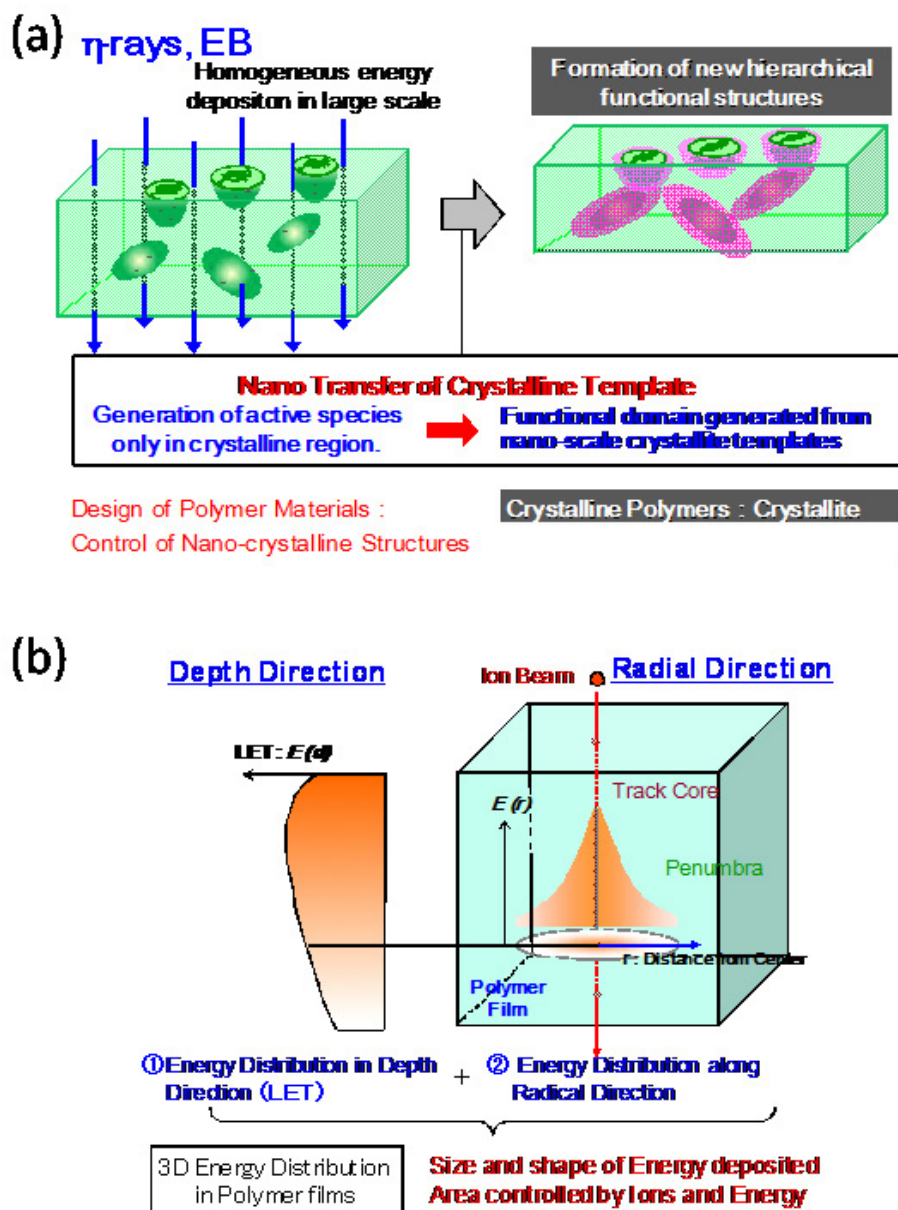 (a)
η-rays, EB
Homogeneous energy
depositon in large scale
Formation of new hierarchical
functional structures
Nano Transfer of Crystalline Template
Generation of active species
only in crystalline region.
Functional domain generated from
nano-scale crystallite templates
Design of Polymer Materials :
Control of Nano-crystalline Structures
Crystalline Polymers : Crystallite
(b)
Depth Direction
Ion Beam
Radial Direction
LET : E(d)
E(r)
Track Core
Penumbra
r : Distance from Center
Polymer
Film
①Energy Distribution in Depth
Direction (LET)
+
② Energy Distribution along
Radical Direction
3D Energy Distribution
in Polymer films
Size and shape of Energy deposited
Area controlled by Ions and Energy